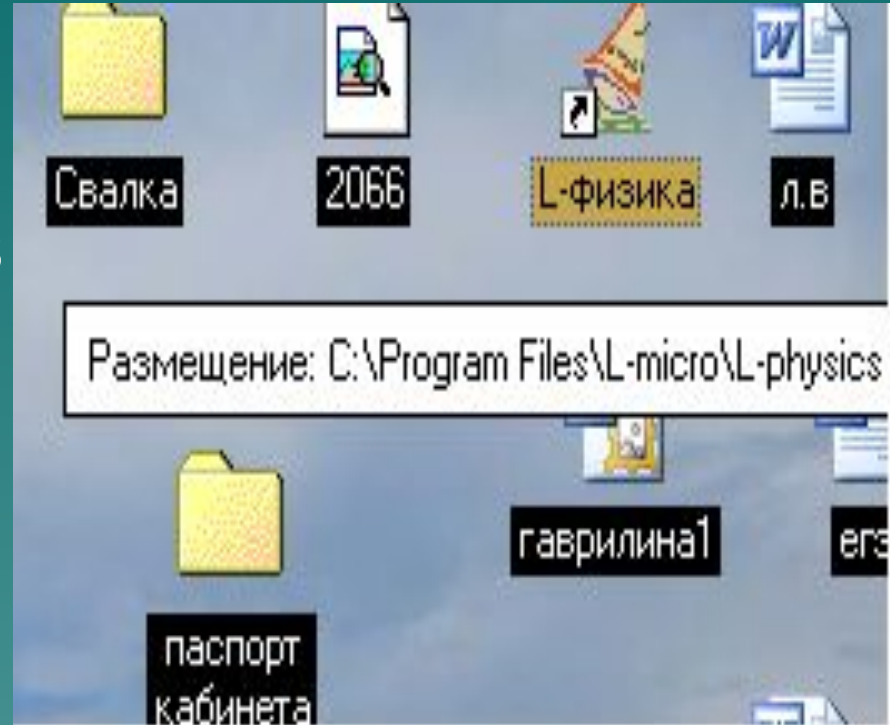 Свалка
2066
L-физика
л.в
Размещение: C:\Program Files\L-micro\L-physics
гаврилина1
паспорт
кабинета